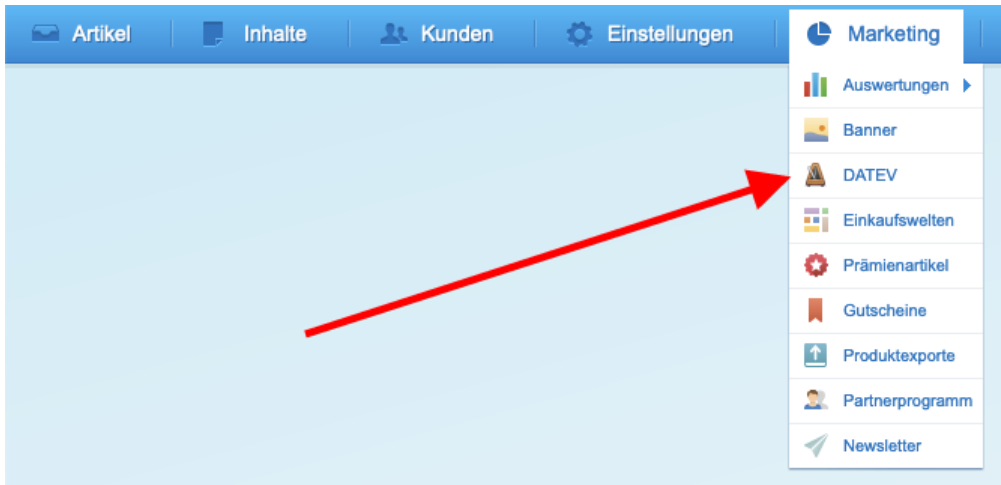 Artikel
Inhalte
Kunden
Einstellungen
Marketing
Auswertungen
Banner
DATEV
Einkaufswelten
Prämienartikel
Gutscheine
Produktexporte
Partnerprogramm
Newsletter